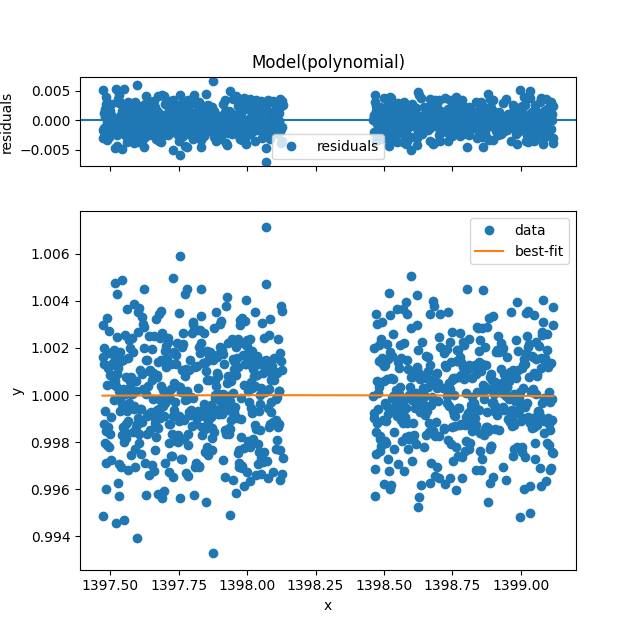 Model(polynomial)
residuals
0.005
0.000
−0.005
residuals
y
1.006
1.004
1.002
1.000
0.998
0.996
0.994
data
best-fit
1397.50 1397.75 1398.00 1398.25 1398.50 1398.75 1399.00
x